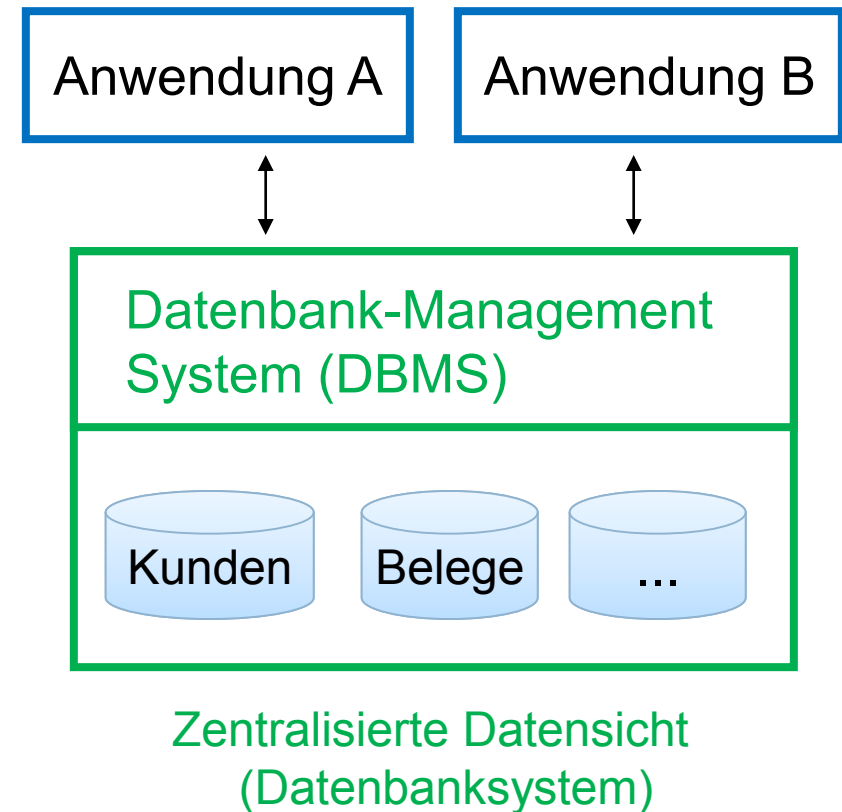 Anwendung A
Anwendung B
Datenbank-Management
System (DBMS)
Kunden
Belege
...
Zentralisierte Datensicht
(Datenbanksystem)